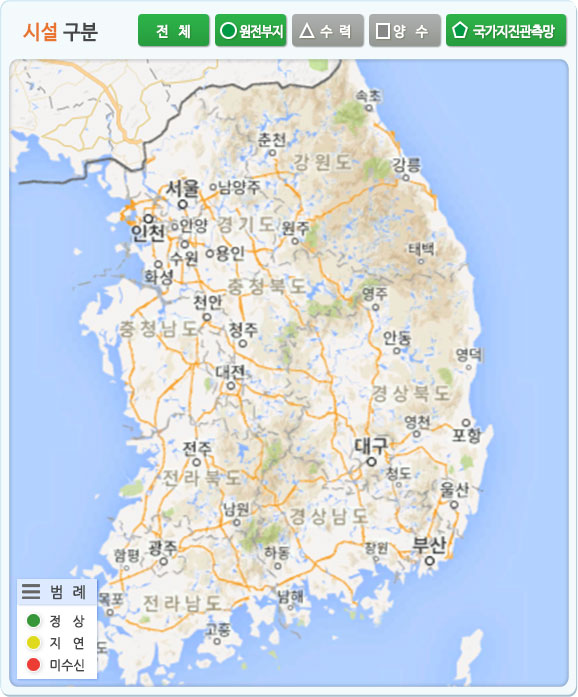 시설 구분
전 체
원전부지
수 력
양 수
국가지진관측망
속초
춘천
강원도
강릉
서울
남양주
인천
안양
경기도
원주
수원
용인
태백
화성
충청북도
천안
영주
충청남도
청주
안동
영덕
대전
경상북도
영천
포항
전주
대구
전라북도
청도
울산
남원
경상남도
함평
광주
하동
창원
부산
범 례
목포
전라남도
남해
정 상
고흥
지 연
도
미수신